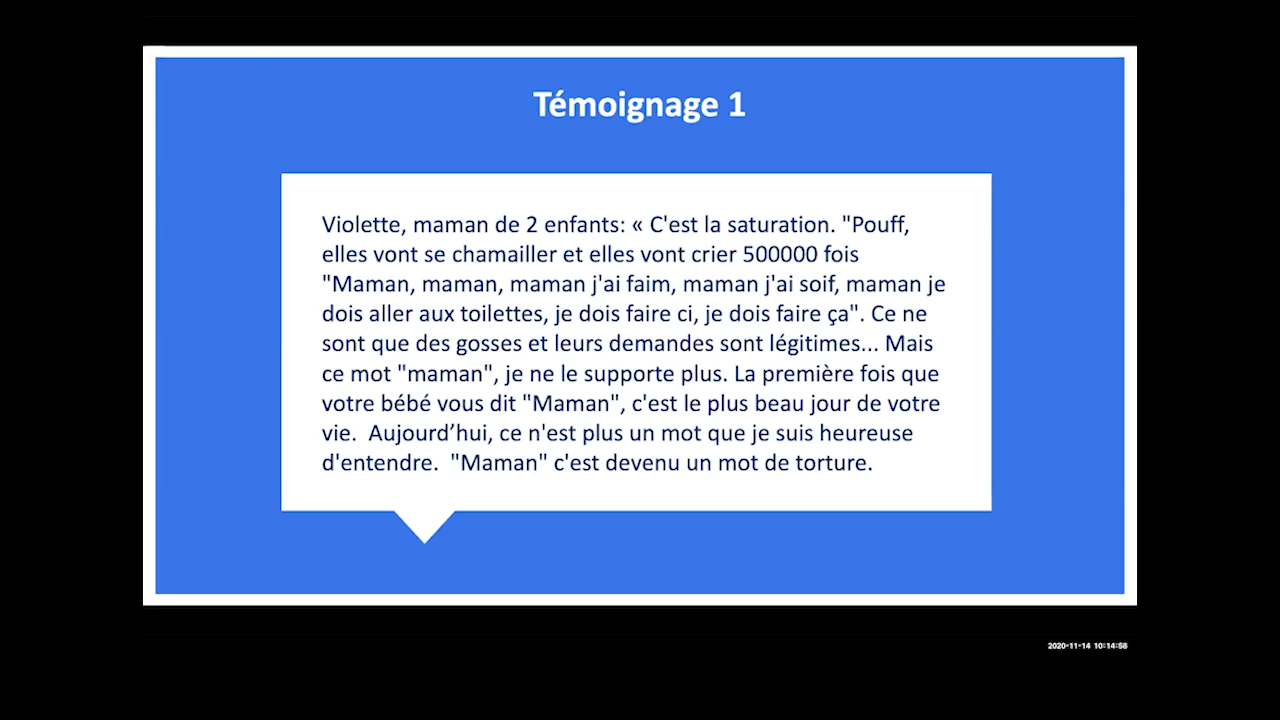 Témoignage 1
Violette, maman de 2 enfants: « C'est la saturation. "Pouff,
elles vont se chamailler et elles vont crier 500000 fois
"Maman, maman, maman j'ai faim, maman j'ai soif, maman je
dois aller aux toilettes, je dois faire ci, je dois faire ça". Ce ne
sont que des gosses et leurs demandes sont légitimes... Mais
ce mot "maman", je ne le supporte plus. La première fois que
votre bébé vous dit "Maman", c'est le plus beau jour de votre
vie.  Aujourd’hui, ce n'est plus un mot que je suis heureuse
d'entendre.  "Maman" c'est devenu un mot de torture.
2020-11-14 10:14:58